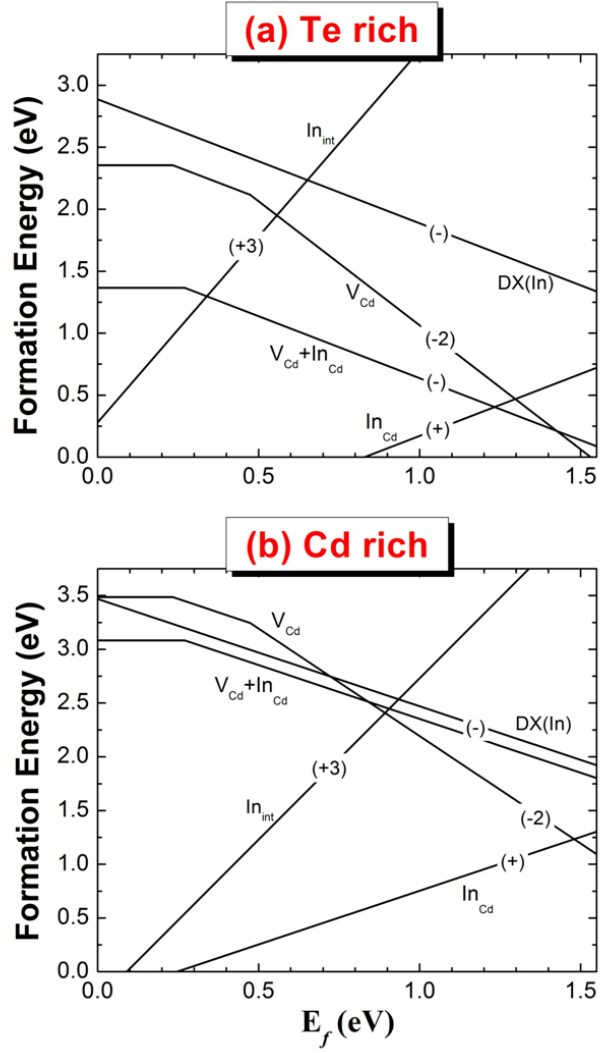 (a) Te rich
Formation Energy (eV)
3.0
2.5
2.0
1.5
1.0
0.5
0.0
In_int
(+3)
(-)
DX(In)
V_Cd
(-2)
V_Cd+In_Cd
(-)
In_Cd
(+)
0.0 0.5 1.0 1.5
(b) Cd rich
Formation Energy (eV)
3.5
3.0
2.5
2.0
1.5
1.0
0.5
0.0
V_Cd
V_Cd+In_Cd
(-)
DX(In)
(+3)
In_int
(-2)
(+)
In_Cd
0.0 0.5 1.0 1.5
E_f (eV)